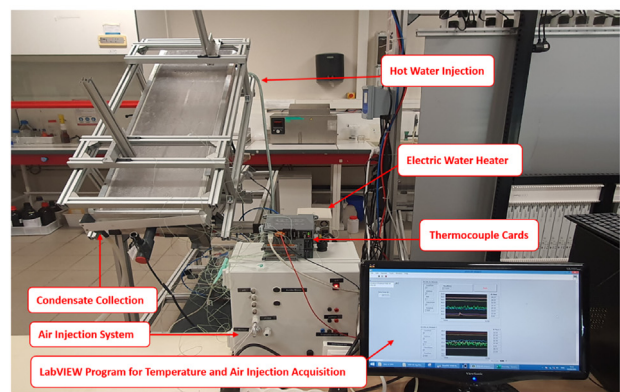 Hot Water Injection
Electric Water Heater
Thermocouple Cards
Condensate Collection
Air Injection System
LabVIEW Program for Temperature and Air Injection Acquisition